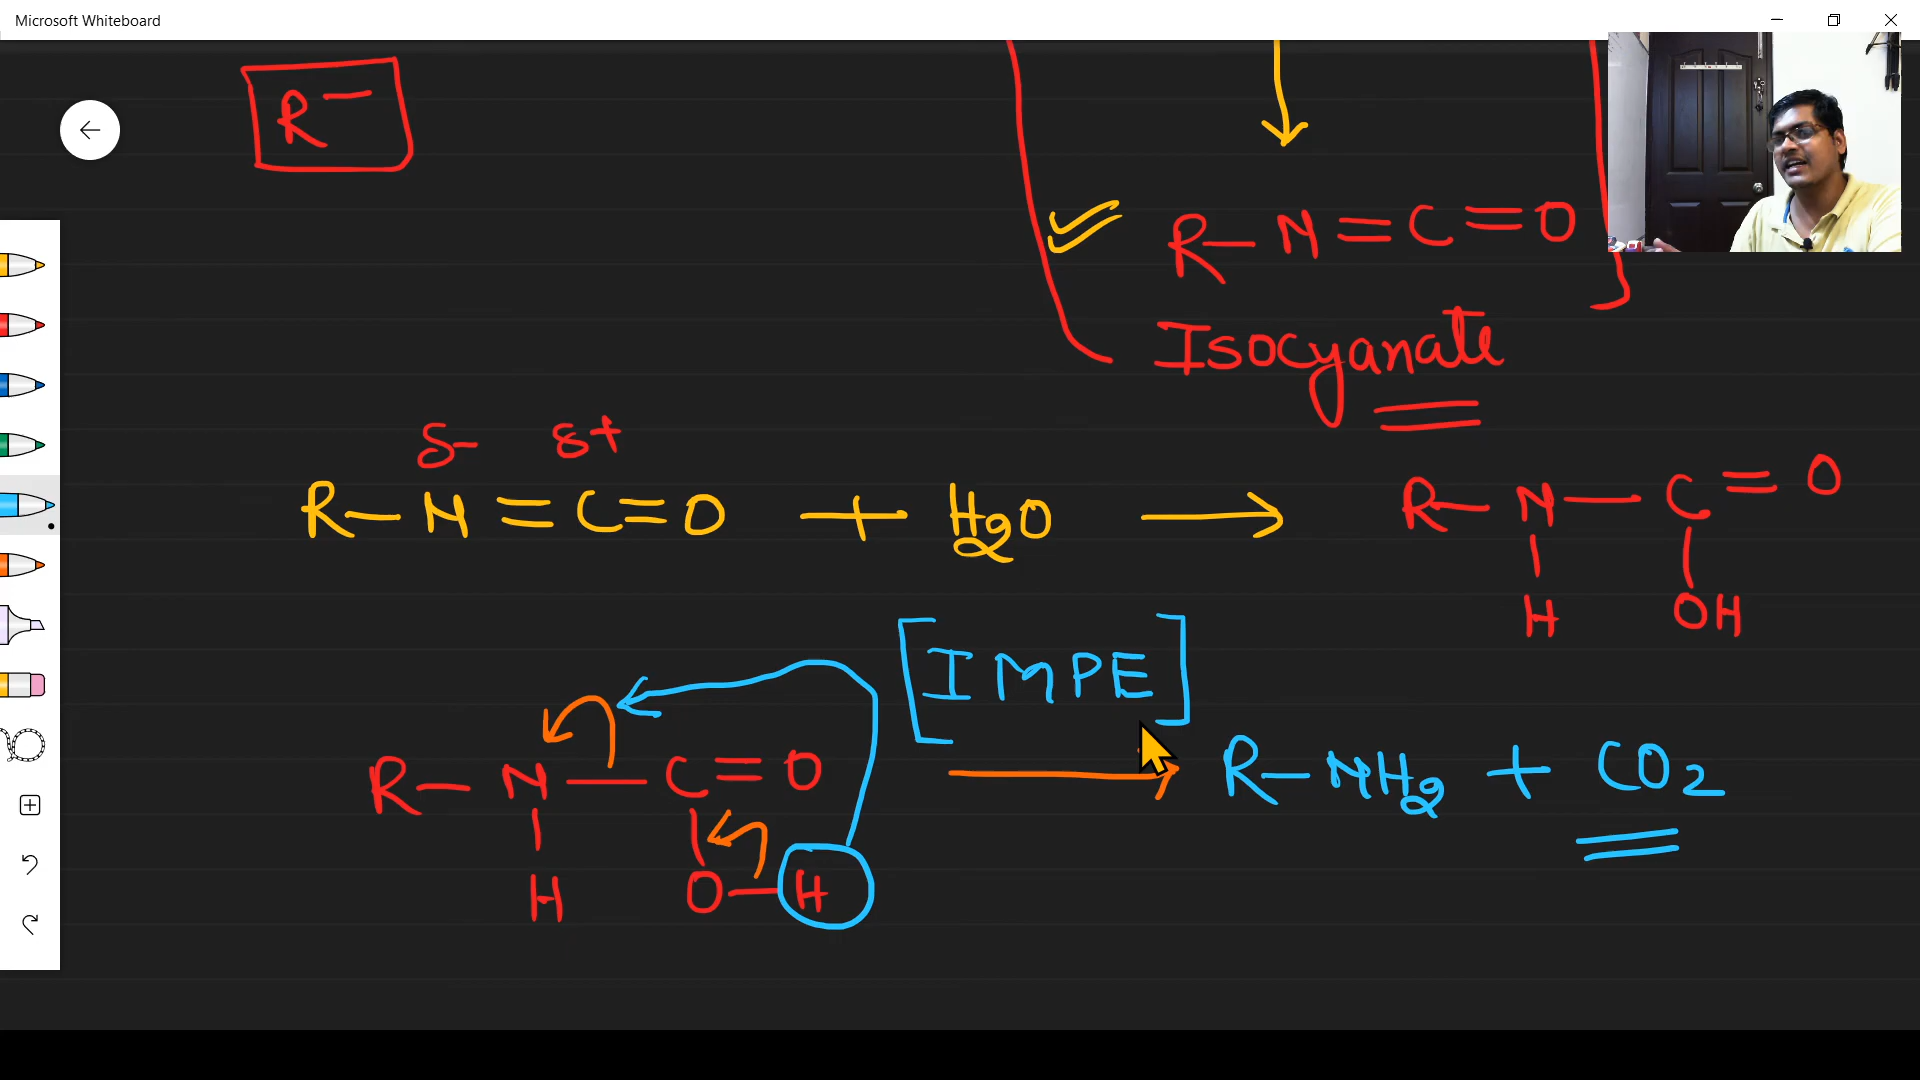 Microsoft Whiteboard
R⁻
R—N=C=O
Isocyanate
δ- δ+
R—N=C=O + H2O →
R—N—C=O
H OH
[IMPE]
R—N—C=O → R—NH2 + CO2
H O—H